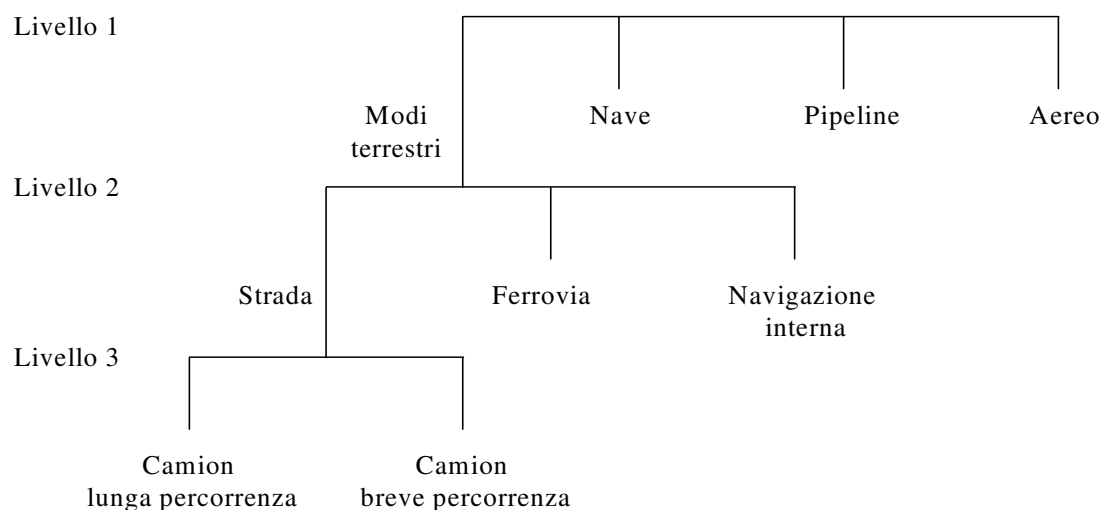 Livello 1
Modi
terrestri
Nave
Pipeline
Aereo
Livello 2
Strada
Ferrovia
Navigazione
interna
Livello 3
Camion
lunga percorrenza
Camion
breve percorrenza